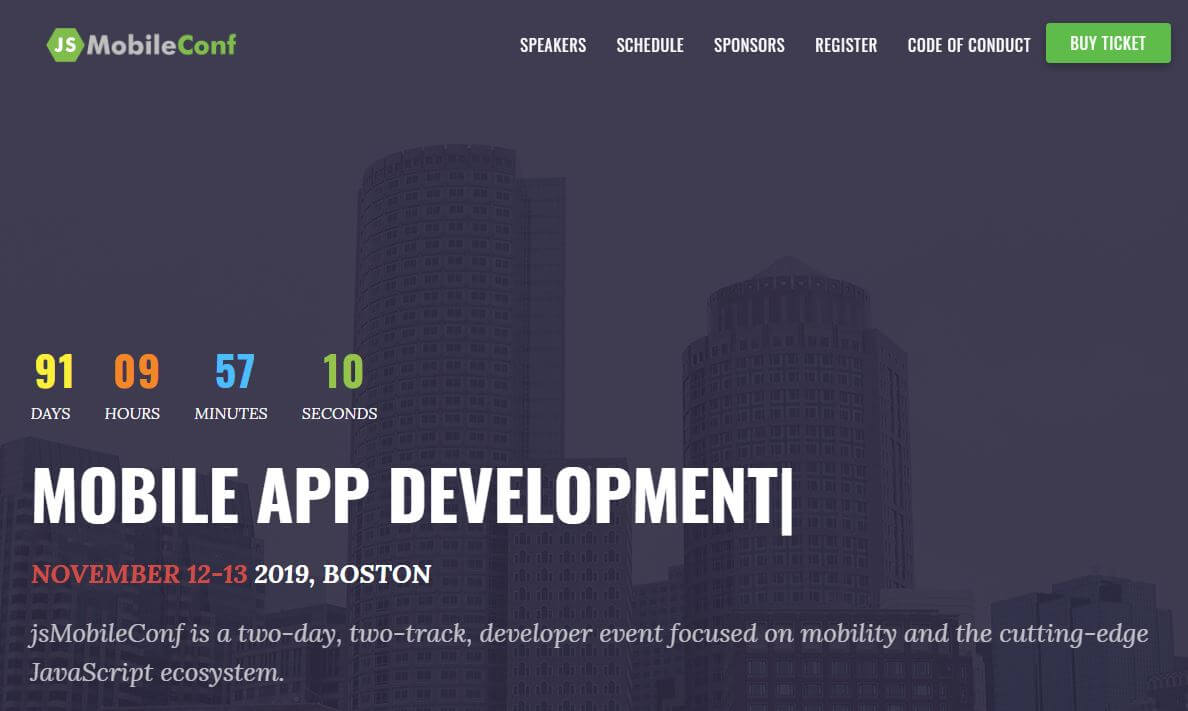 JS MobileConf
SPEAKERS SCHEDULE SPONSORS REGISTER CODE OF CONDUCT BUY TICKET
91 09 57 10
DAYS HOURS MINUTES SECONDS
MOBILE APP DEVELOPMENT|
NOVEMBER 12-13 2019, BOSTON
jsMobileConf is a two-day, two-track, developer event focused on mobility and the cutting-edge
JavaScript ecosystem.